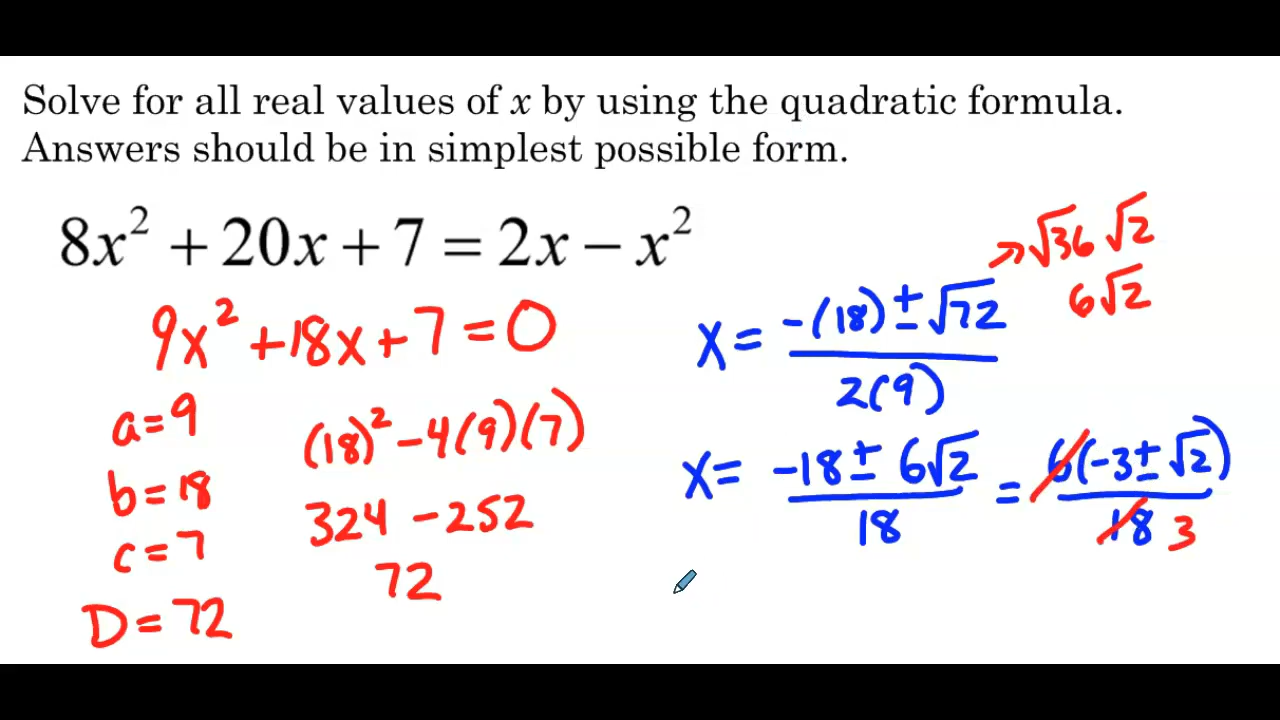 Solve for all real values of x by using the quadratic formula.
Answers should be in simplest possible form.
8x² + 20x + 7 = 2x − x²
9x² + 18x + 7 = 0
a = 9
b = 18
c = 7
D = 72
(18)² − 4(9)(7)
324 − 252
72
x = (-(18) ± √72) / 2(9)
→ √36 √2
6√2
x = (-18 ± 6√2) / 18 = 6(-3 ± √2) / 18 3